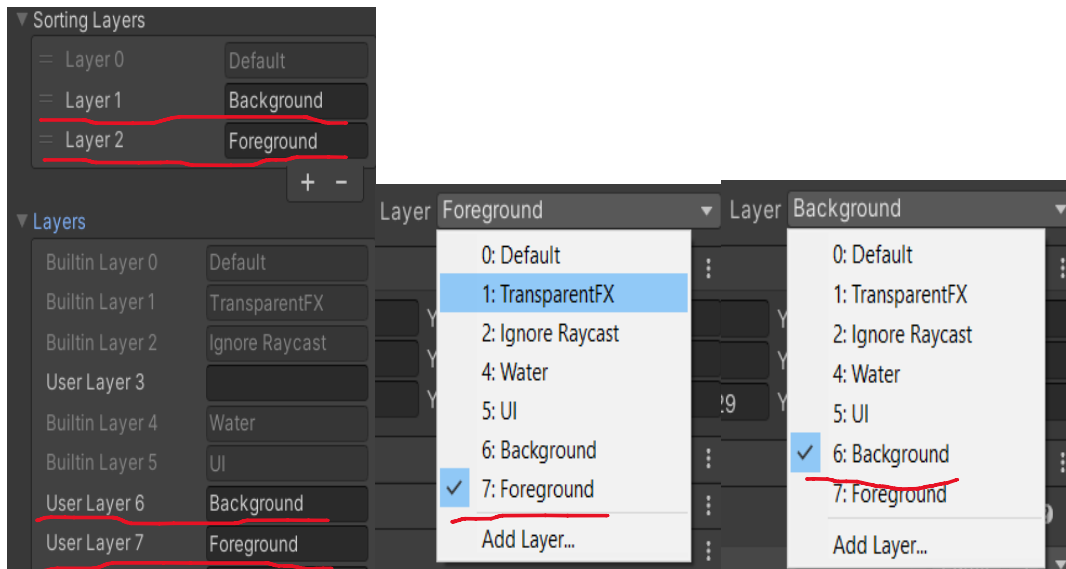 Sorting Layers
Layer 0 Default
Layer 1 Background
Layer 2 Foreground
+ −
Layers
Builtin Layer 0 Default
Builtin Layer 1 TransparentFX
Builtin Layer 2 Ignore Raycast
User Layer 3
Builtin Layer 4 Water
Builtin Layer 5 UI
User Layer 6 Background
User Layer 7 Foreground
Layer Foreground
0: Default
1: TransparentFX
2: Ignore Raycast
4: Water
5: UI
6: Background
7: Foreground
Add Layer...
Y
Y
Y
Layer Background
0: Default
1: TransparentFX
2: Ignore Raycast
4: Water
5: UI
6: Background
7: Foreground
Add Layer...
Y
Y
29 Y